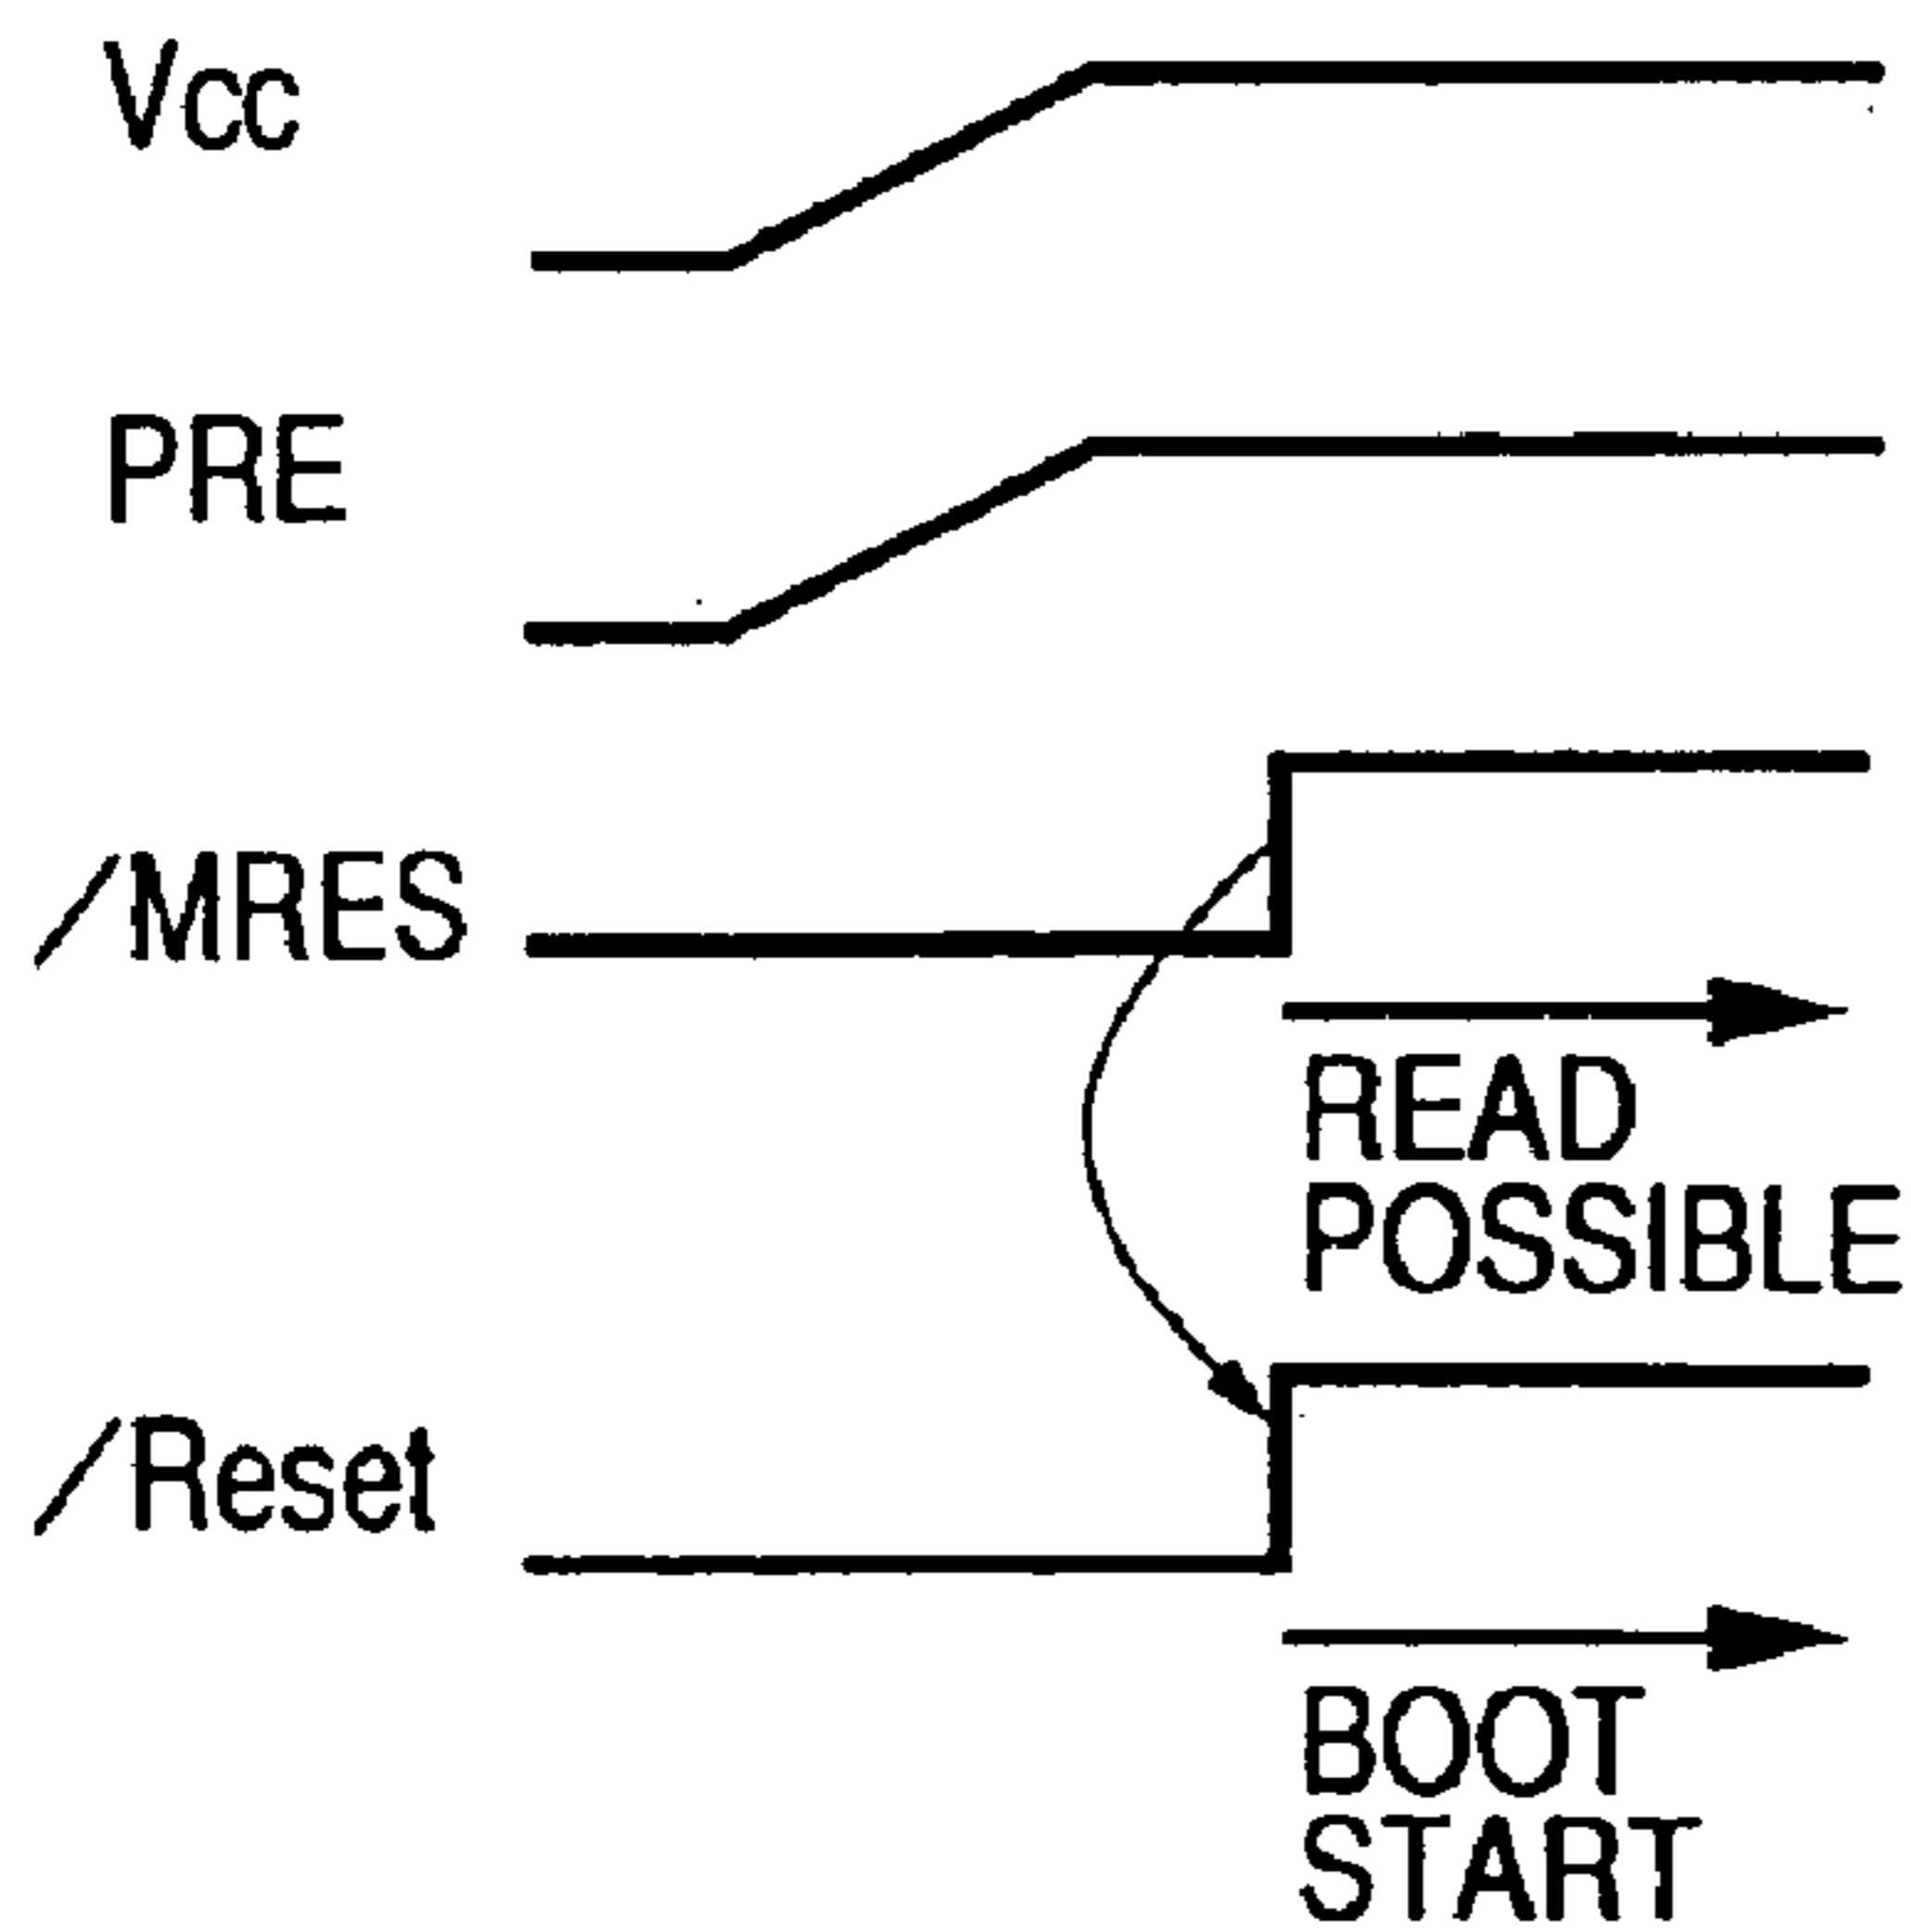 Vcc
PRE
/MRES
READ
POSSIBLE
/Reset
BOOT
START